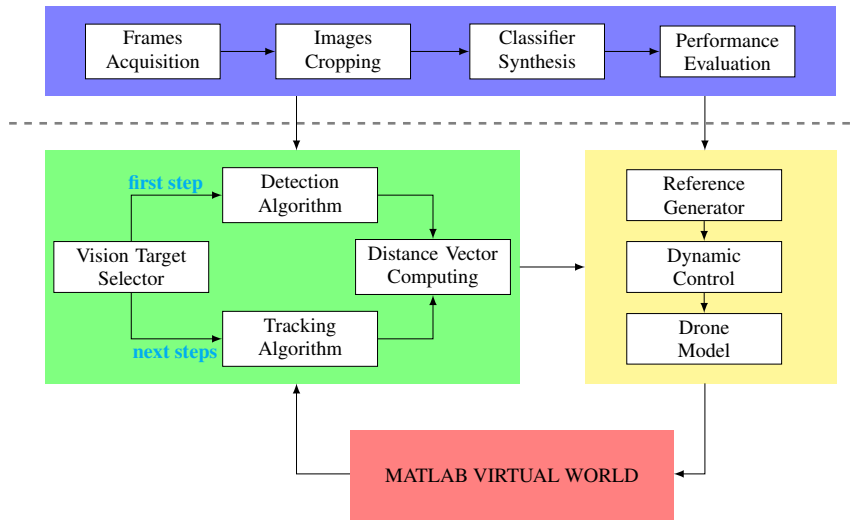 Frames
Acquisition
Images
Cropping
Classifier
Synthesis
Performance
Evaluation
first step
Detection
Algorithm
Vision Target
Selector
Distance Vector
Computing
next steps
Tracking
Algorithm
Reference
Generator
Dynamic
Control
Drone
Model
MATLAB VIRTUAL WORLD